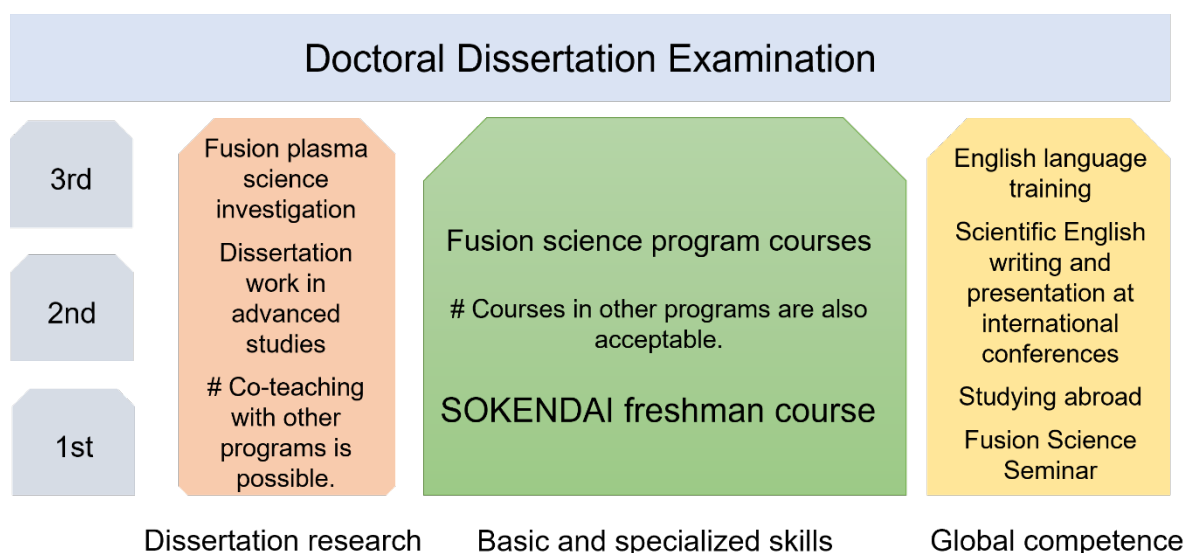 Doctoral Dissertation Examination
3rd
2nd
1st
Fusion plasma
science
investigation
Dissertation
work in
advanced
studies
# Co-teaching
with other
programs is
possible.
Fusion science program courses
# Courses in other programs are also
acceptable.
SOKENDAI freshman course
English language
training
Scientific English
writing and
presentation at
international
conferences
Studying abroad
Fusion Science
Seminar
Dissertation research
Basic and specialized skills
Global competence